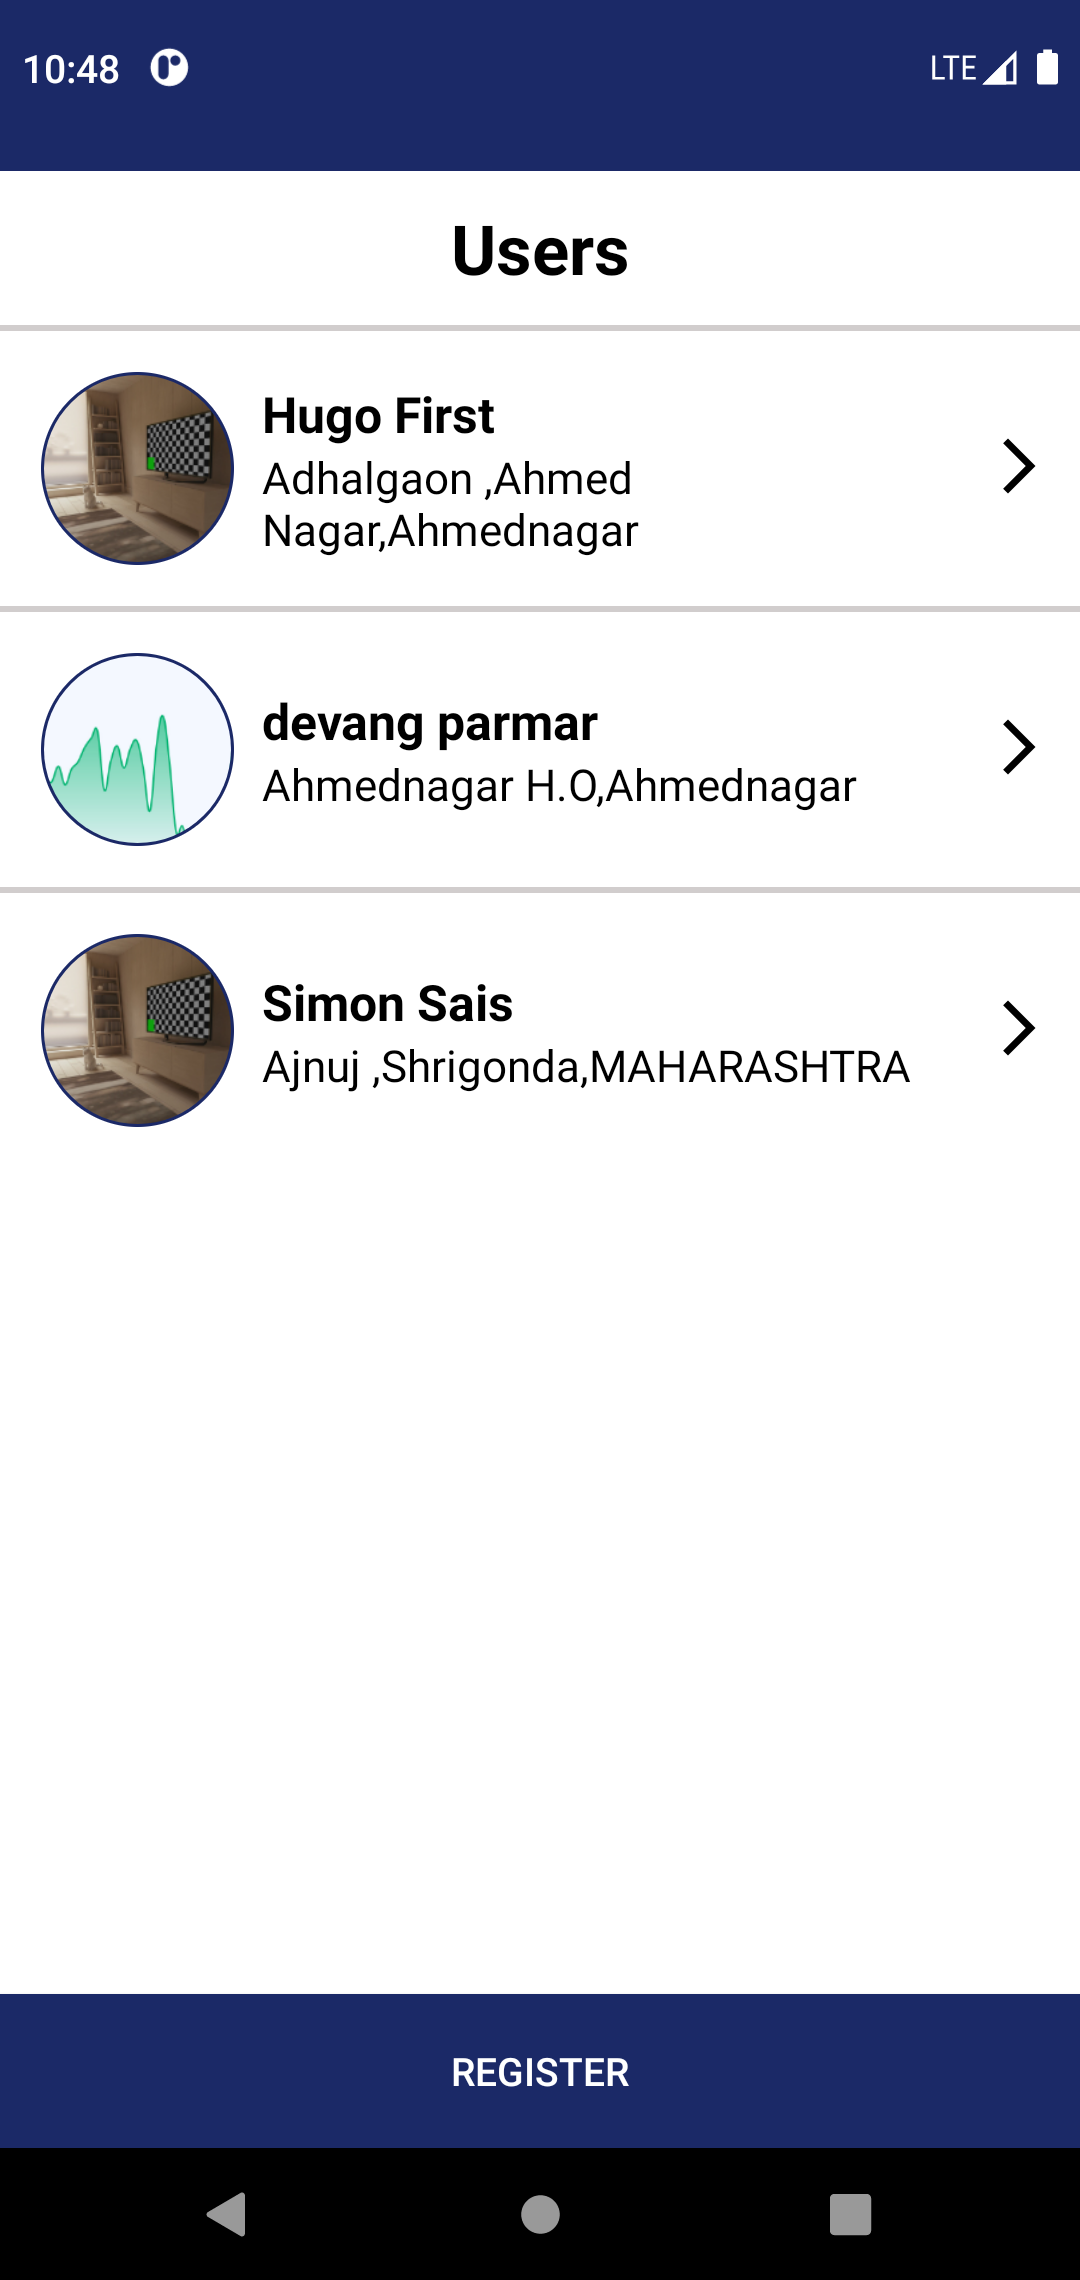 10:48
LTE
Users
Hugo First
Adhalgaon ,Ahmed
Nagar,Ahmednagar
devang parmar
Ahmednagar H.O,Ahmednagar
Simon Sais
Ajnuj ,Shrigonda,MAHARASHTRA
REGISTER